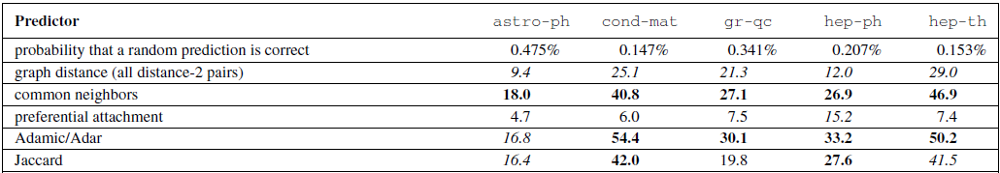 Predictor astro-ph cond-mat gr-qc hep-ph hep-th
probability that a random prediction is correct 0.475% 0.147% 0.341% 0.207% 0.153%
graph distance (all distance-2 pairs) 9.4 25.1 21.3 12.0 29.0
common neighbors 18.0 40.8 27.1 26.9 46.9
preferential attachment 4.7 6.0 7.5 15.2 7.4
Adamic/Adar 16.8 54.4 30.1 33.2 50.2
Jaccard 16.4 42.0 19.8 27.6 41.5